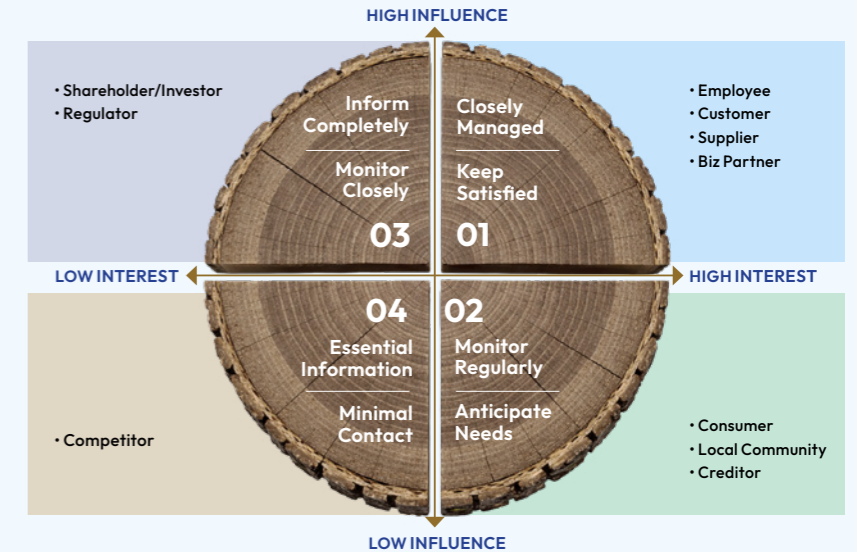 HIGH INFLUENCE
• Shareholder/Investor
• Regulator
Inform
Completely
Monitor
Closely
03
Closely
Managed
Keep
Satisfied
01
• Employee
• Customer
• Supplier
• Biz Partner
LOW INTEREST
HIGH INTEREST
04
Essential
Information
Minimal
Contact
• Competitor
02
Monitor
Regularly
Anticipate
Needs
• Consumer
• Local Community
• Creditor
LOW INFLUENCE